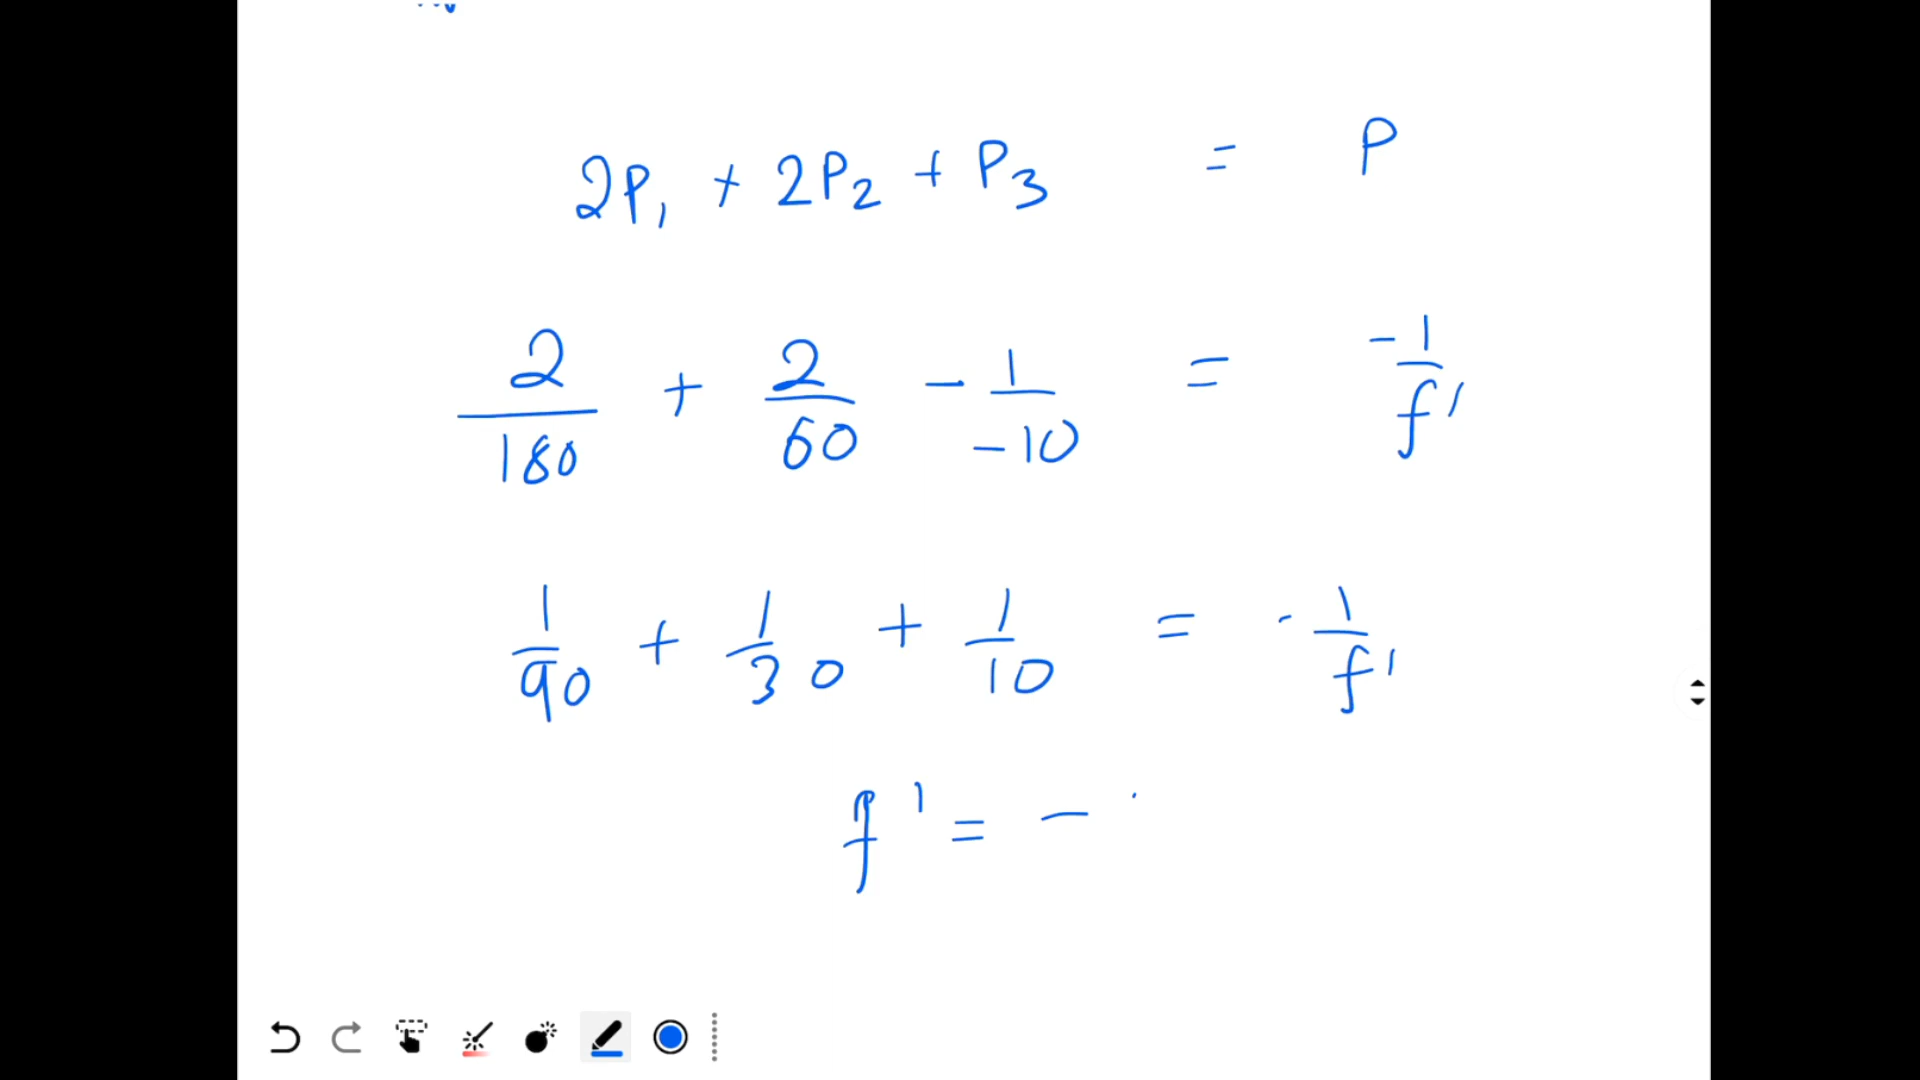 2P₁ + 2P₂ + P₃ = P
2/180 + 2/60 - 1/-10 = -1/f'
1/90 + 1/30 + 1/10 = -1/f'
f' = -